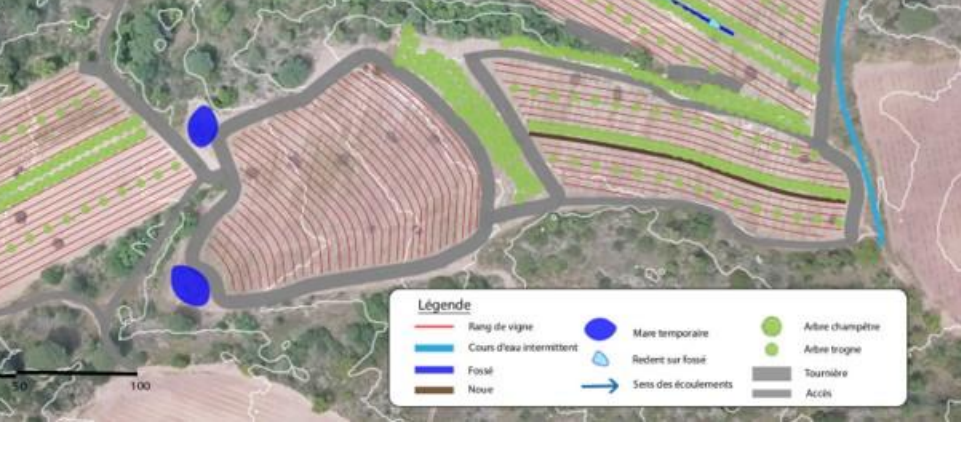 Légende
Rang de vigne
Cours d'eau intermittent
Fossé
Noue
Mare temporaire
Redent sur fossé
Sens des écoulements
Arbre champêtre
Arbre trogne
Tournière
Accès
50
100